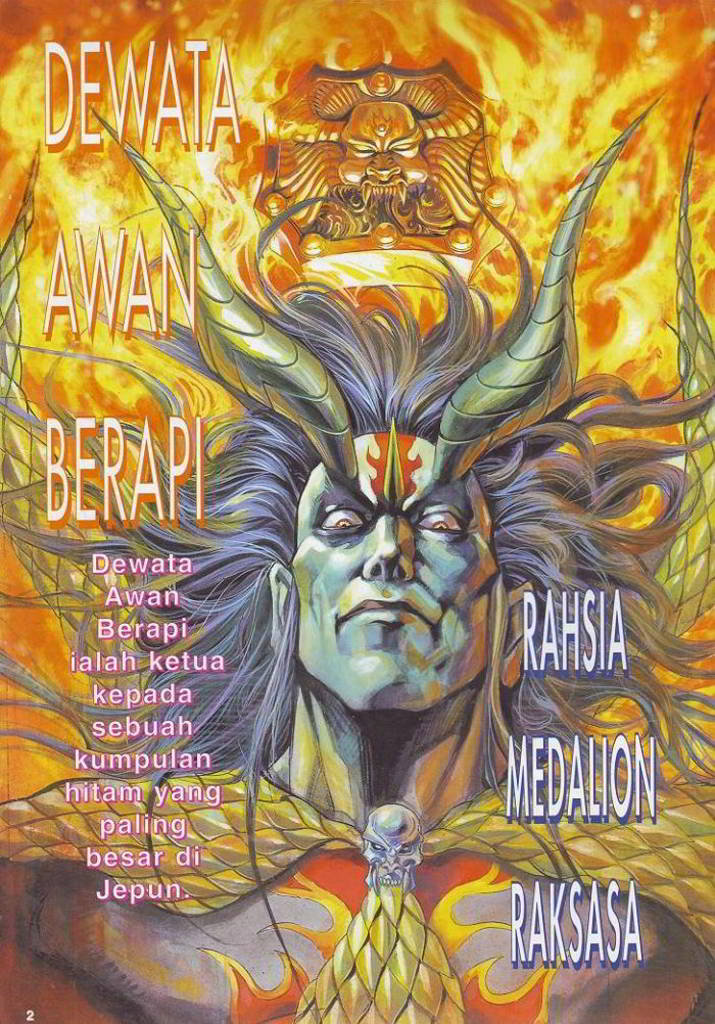 DEWATA
AWAN
BERAPI
Dewata
Awan
Berapi
ialah ketua
kepada
sebuah
kumpulan
hitam yang
paling
besar di
Jepun.
RAHSIA
MEDALION
RAKSASA
2